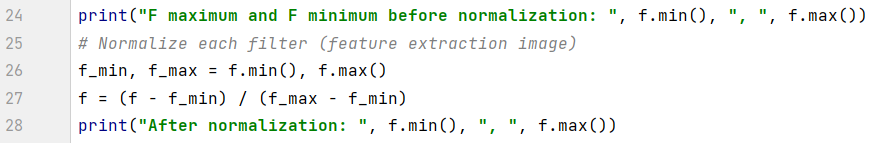 24 print("F maximum and F minimum before normalization: ", f.min(), ", ", f.max())
25 # Normalize each filter (feature extraction image)
26 f_min, f_max = f.min(), f.max()
27 f = (f - f_min) / (f_max - f_min)
28 print("After normalization: ", f.min(), ", ", f.max())